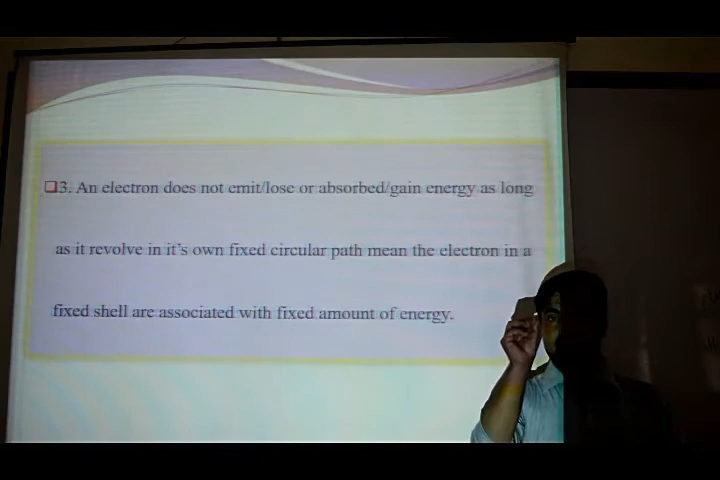 ❑3. An electron does not emit/lose or absorbed/gain energy as long
as it revolve in it's own fixed circular path mean the electron in a
fixed shell are associated with fixed amount of energy.